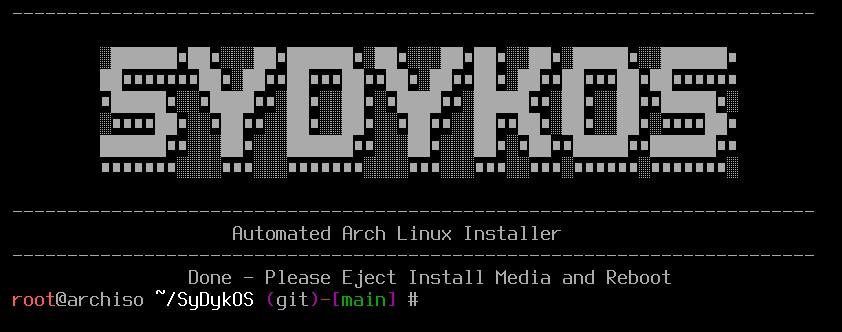 SYDYKOS
Automated Arch Linux Installer
Done - Please Eject Install Media and Reboot
root@archiso ~/SyDykOS (git)-[main] #